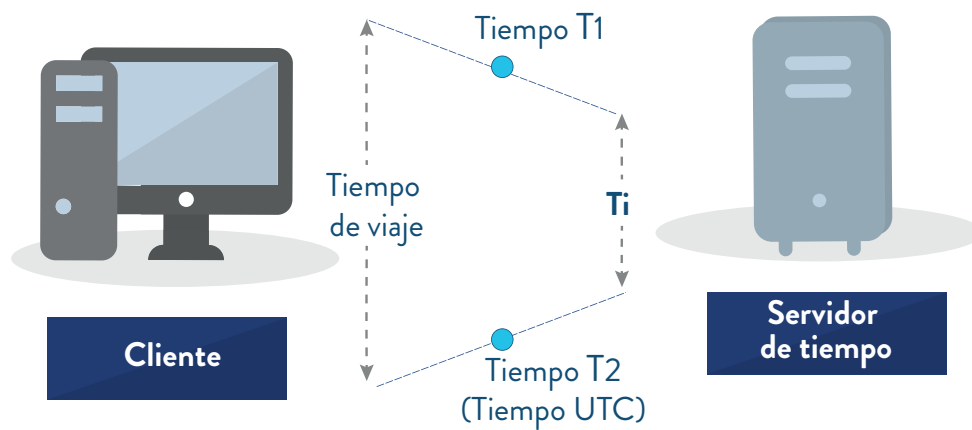 Tiempo T1
Tiempo
de viaje
Ti
Cliente
Servidor
de tiempo
Tiempo T2
(Tiempo UTC)